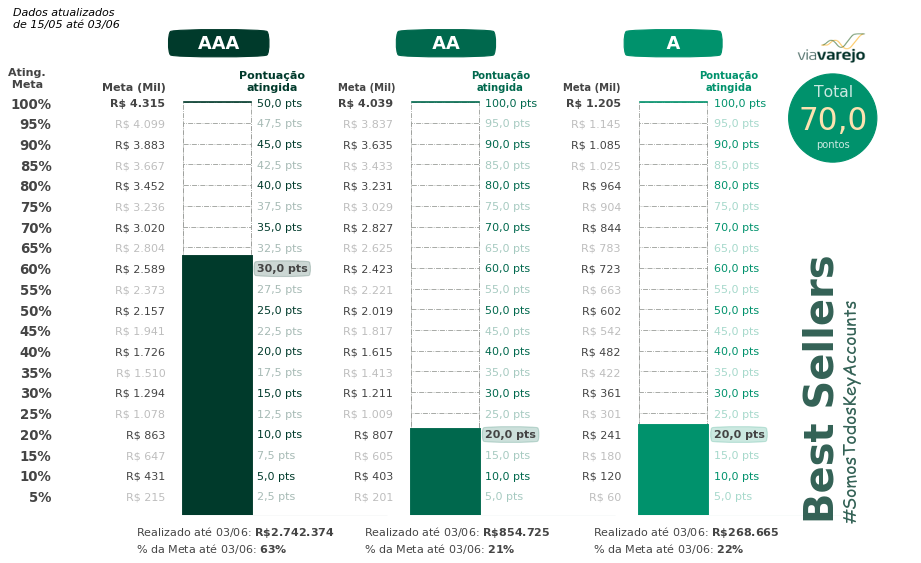 Dados atualizados
de 15/05 até 03/06
AAA AA A
viavarejo
Ating. Meta
Meta (Mil) Pontuação atingida Meta (Mil) Pontuação atingida Meta (Mil) Pontuação atingida
Total
70,0
pontos
100% R$ 4.315 50,0 pts R$ 4.039 100,0 pts R$ 1.205 100,0 pts
95% R$ 4.099 47,5 pts R$ 3.837 95,0 pts R$ 1.145 95,0 pts
90% R$ 3.883 45,0 pts R$ 3.635 90,0 pts R$ 1.085 90,0 pts
85% R$ 3.667 42,5 pts R$ 3.433 85,0 pts R$ 1.025 85,0 pts
80% R$ 3.452 40,0 pts R$ 3.231 80,0 pts R$ 964 80,0 pts
75% R$ 3.236 37,5 pts R$ 3.029 75,0 pts R$ 904 75,0 pts
70% R$ 3.020 35,0 pts R$ 2.827 70,0 pts R$ 844 70,0 pts
65% R$ 2.804 32,5 pts R$ 2.625 65,0 pts R$ 783 65,0 pts
60% R$ 2.589 30,0 pts R$ 2.423 60,0 pts R$ 723 60,0 pts
55% R$ 2.373 27,5 pts R$ 2.221 55,0 pts R$ 663 55,0 pts
50% R$ 2.157 25,0 pts R$ 2.019 50,0 pts R$ 602 50,0 pts
45% R$ 1.941 22,5 pts R$ 1.817 45,0 pts R$ 542 45,0 pts
40% R$ 1.726 20,0 pts R$ 1.615 40,0 pts R$ 482 40,0 pts
35% R$ 1.510 17,5 pts R$ 1.413 35,0 pts R$ 422 35,0 pts
30% R$ 1.294 15,0 pts R$ 1.211 30,0 pts R$ 361 30,0 pts
25% R$ 1.078 12,5 pts R$ 1.009 25,0 pts R$ 301 25,0 pts
20% R$ 863 10,0 pts R$ 807 20,0 pts R$ 241 20,0 pts
15% R$ 647 7,5 pts R$ 605 15,0 pts R$ 180 15,0 pts
10% R$ 431 5,0 pts R$ 403 10,0 pts R$ 120 10,0 pts
5% R$ 215 2,5 pts R$ 201 5,0 pts R$ 60 5,0 pts
Realizado até 03/06: R$2.742.374 Realizado até 03/06: R$854.725 Realizado até 03/06: R$268.665
% da Meta até 03/06: 63% % da Meta até 03/06: 21% % da Meta até 03/06: 22%
Best Sellers
#SomosTodosKeyAccounts